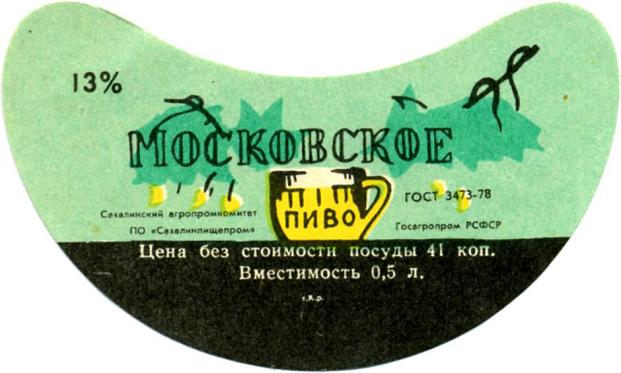 13%
МОСКОВСКОЕ
ПИВО
ГОСТ 3473-78
Сахалинский агропромкомитет
ПО «Сахалинпищепром»
Госагропром РСФСР
Цена без стоимости посуды 41 коп.
Вместимость 0,5 л.
т.К.р.